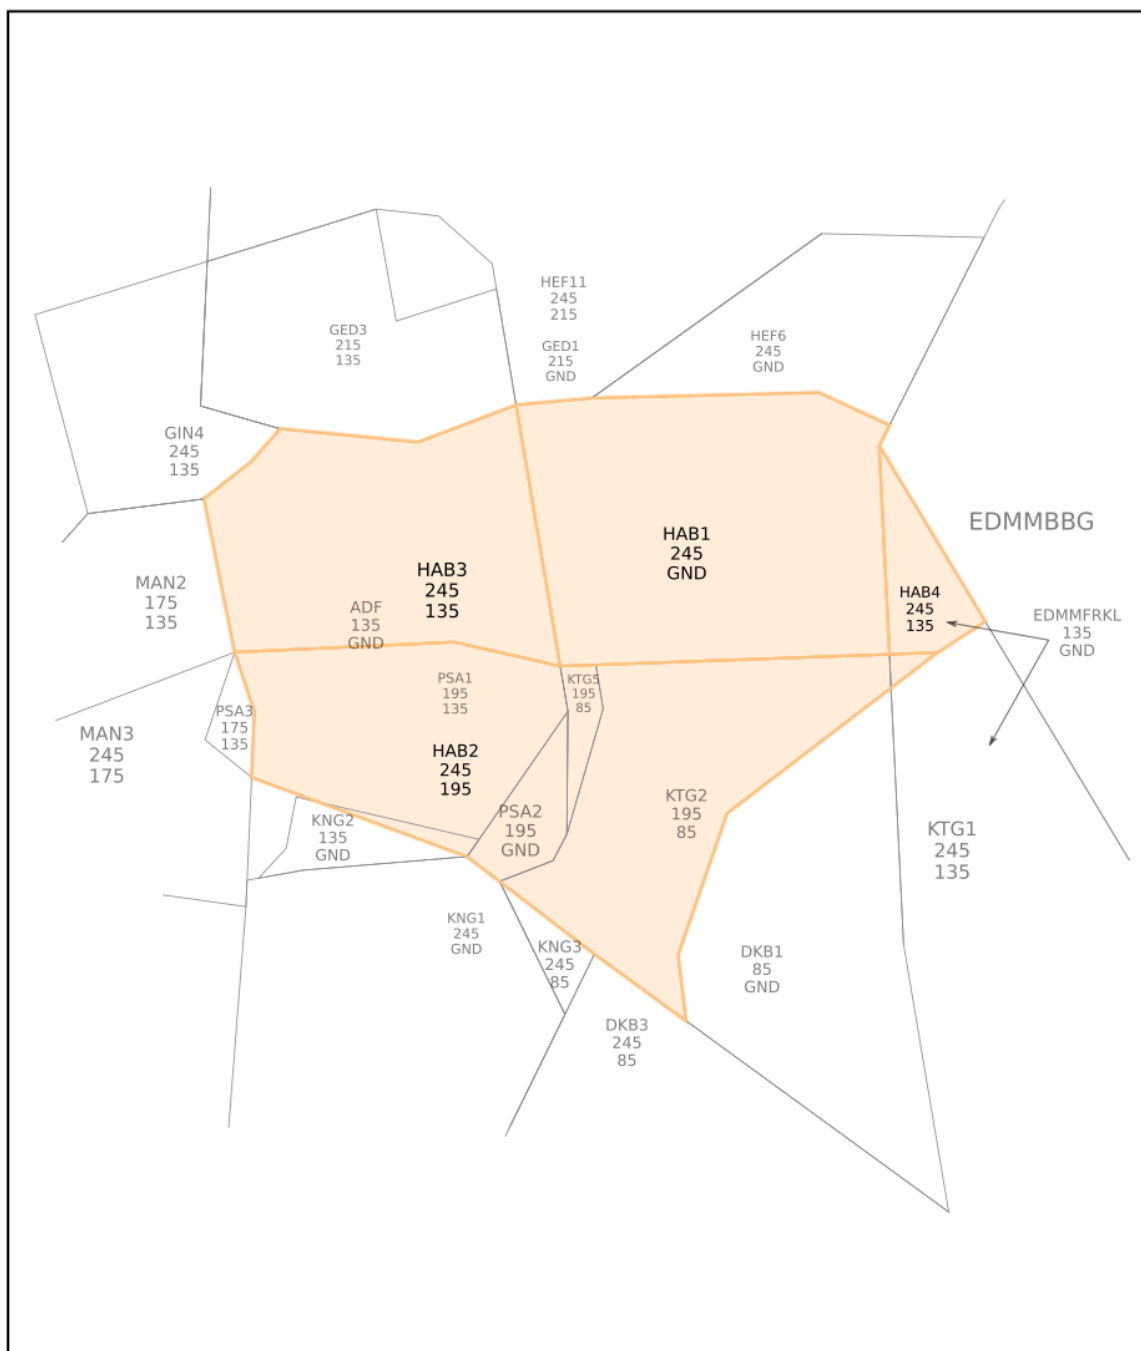 HEF11
245
215
GED3
215
135
GED1
215
GND
HEF6
245
GND
GIN4
245
135
EDMMBBG
HAB1
245
GND
HAB3
245
135
MAN2
175
135
ADF
135
GND
HAB4
245
135
EDMMFRKL
135
GND
PSA1
195
135
KTG5
195
85
PSA3
175
135
MAN3
245
175
HAB2
245
195
KTG2
195
85
PSA2
195
GND
KNG2
135
GND
KTG1
245
135
KNG1
245
GND
KNG3
245
85
DKB1
85
GND
DKB3
245
85